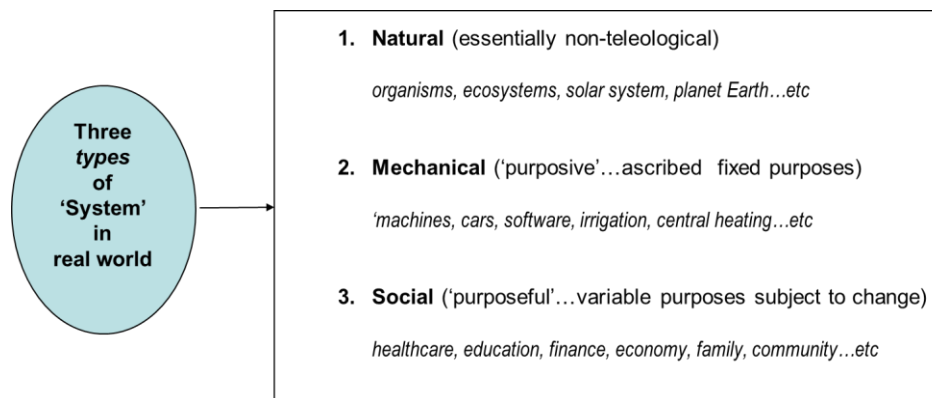 Three
types
of
‘System’
in
real world
1. Natural (essentially non-teleological)
organisms, ecosystems, solar system, planet Earth…etc
2. Mechanical (‘purposive’…ascribed fixed purposes)
‘machines, cars, software, irrigation, central heating…etc
3. Social (‘purposeful’…variable purposes subject to change)
healthcare, education, finance, economy, family, community…etc